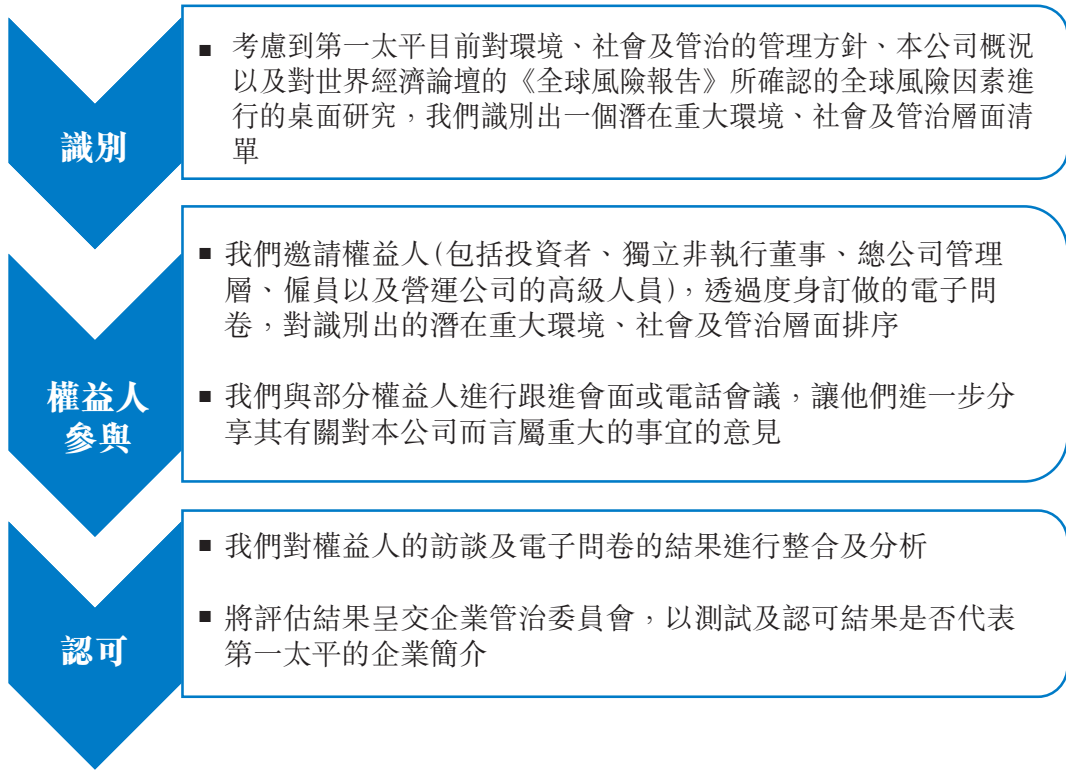 識別
■ 考慮到第一太平目前對環境、社會及管治的管理方針、本公司概況
以及對世界經濟論壇的《全球風險報告》所確認的全球風險因素進
行的桌面研究，我們識別出一個潛在重大環境、社會及管治層面清
單
權益人
參與
■ 我們邀請權益人(包括投資者、獨立非執行董事、總公司管理
層、僱員以及營運公司的高級人員)，透過度身訂做的電子問
卷，對識別出的潛在重大環境、社會及管治層面排序
■ 我們與部分權益人進行跟進會面或電話會議，讓他們進一步分
享其有關對本公司而言屬重大的事宜的意見
認可
■ 我們對權益人的訪談及電子問卷的結果進行整合及分析
■ 將評估結果呈交企業管治委員會，以測試及認可結果是否代表
第一太平的企業簡介